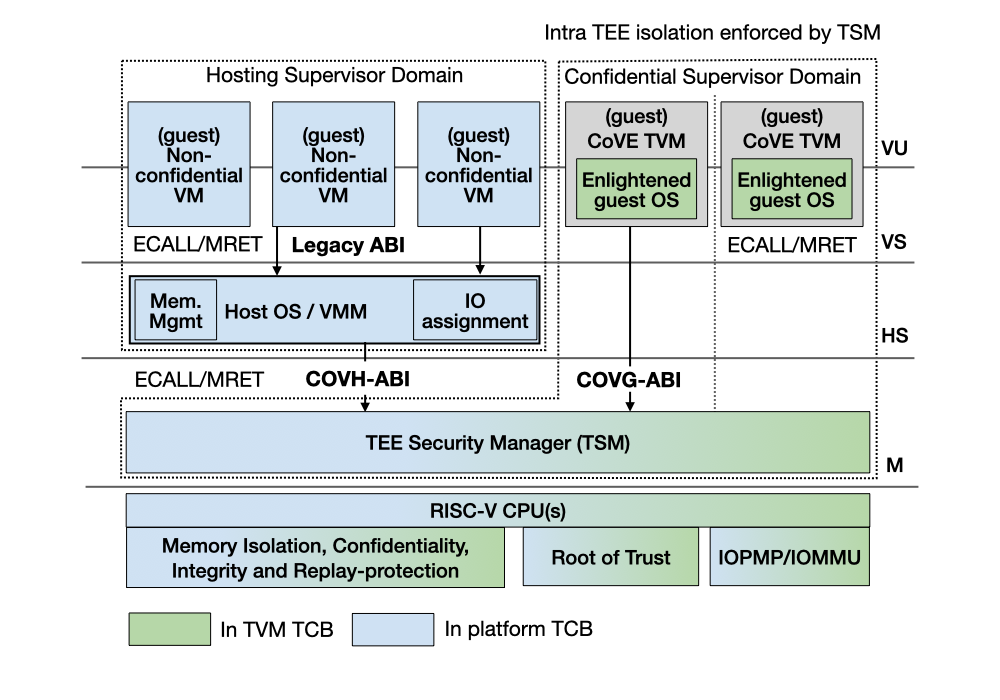 Intra TEE isolation enforced by TSM
Hosting Supervisor Domain
Confidential Supervisor Domain
(guest)
Non-
confidential
VM
(guest)
Non-
confidential
VM
(guest)
Non-
confidential
VM
(guest)
CoVE TVM
Enlightened
guest OS
(guest)
CoVE TVM
Enlightened
guest OS
VU
ECALL/MRET
Legacy ABI
ECALL/MRET
VS
Mem.
Mgmt
Host OS / VMM
IO
assignment
HS
ECALL/MRET
COVH-ABI
COVG-ABI
TEE Security Manager (TSM)
M
RISC-V CPU(s)
Memory Isolation, Confidentiality,
Integrity and Replay-protection
Root of Trust
IOPMP/IOMMU
In TVM TCB
In platform TCB